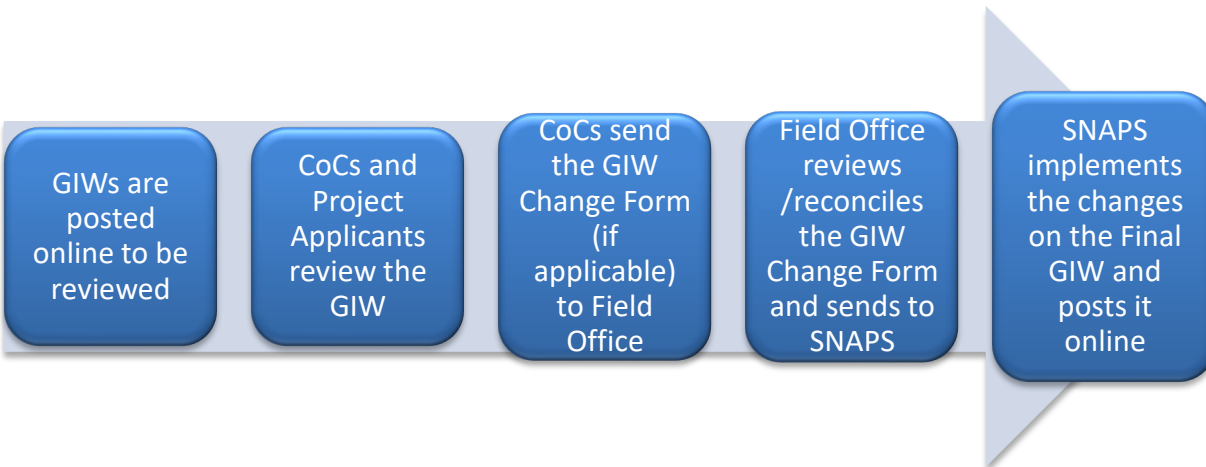 GIWs are
posted
online to be
reviewed
CoCs and
Project
Applicants
review the
GIW
CoCs send
the GIW
Change Form
(if
applicable)
to Field
Office
Field Office
reviews
/reconciles
the GIW
Change Form
and sends to
SNAPS
SNAPS
implements
the changes
on the Final
GIW and
posts it
online